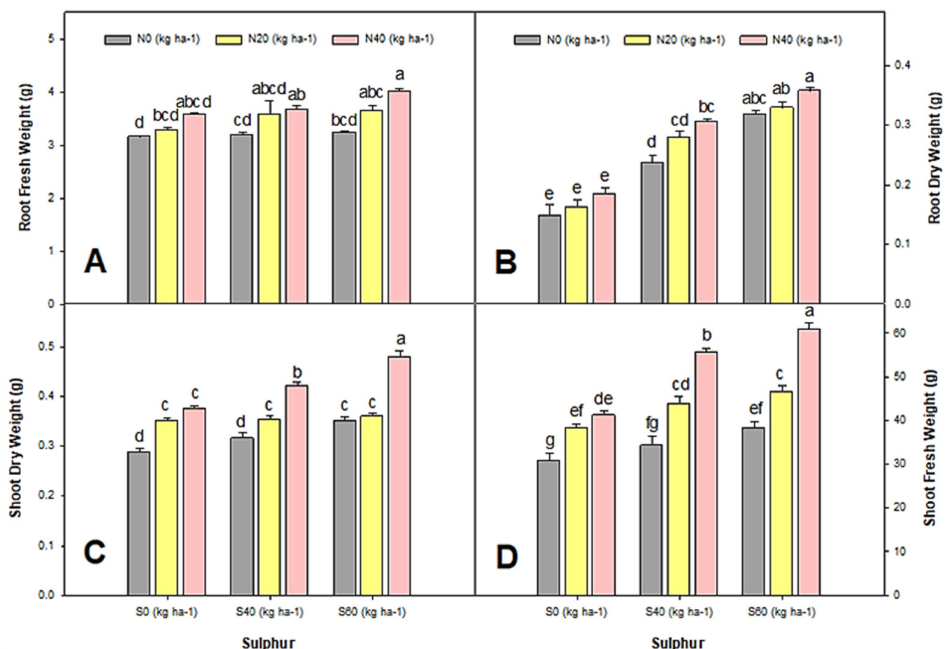 5
4
3
2
1
0
Root Fresh Weight (g)
N0 (kg ha-1) N20 (kg ha-1) N40 (kg ha-1)
d bcd abcd cd abcd ab bcd abc a
A
N0 (kg ha-1) N20 (kg ha-1) N40 (kg ha-1)
e e e d cd bc abc ab a
B
0.4
0.3
0.2
0.1
0.0
Root Dry Weight (g)
0.5
0.4
0.3
0.2
0.1
0.0
Shoot Dry Weight (g)
d c c d c b c c a
C
S0 (kg ha-1) S40 (kg ha-1) S60 (kg ha-1)
Sulphur
g ef de fg cd b ef c a
D
60
50
40
30
20
10
0
Shoot Fresh Weight (g)
S0 (kg ha-1) S40 (kg ha-1) S60 (kg ha-1)
Sulphur